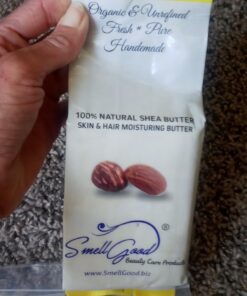 Organic & Unrefined
Fresh * Pure
Handmade
100% NATURAL SHEA BUTTER
SKIN & HAIR MOISTURING BUTTER
SmellGood®
Beauty Care Products
www.SmellGood.biz